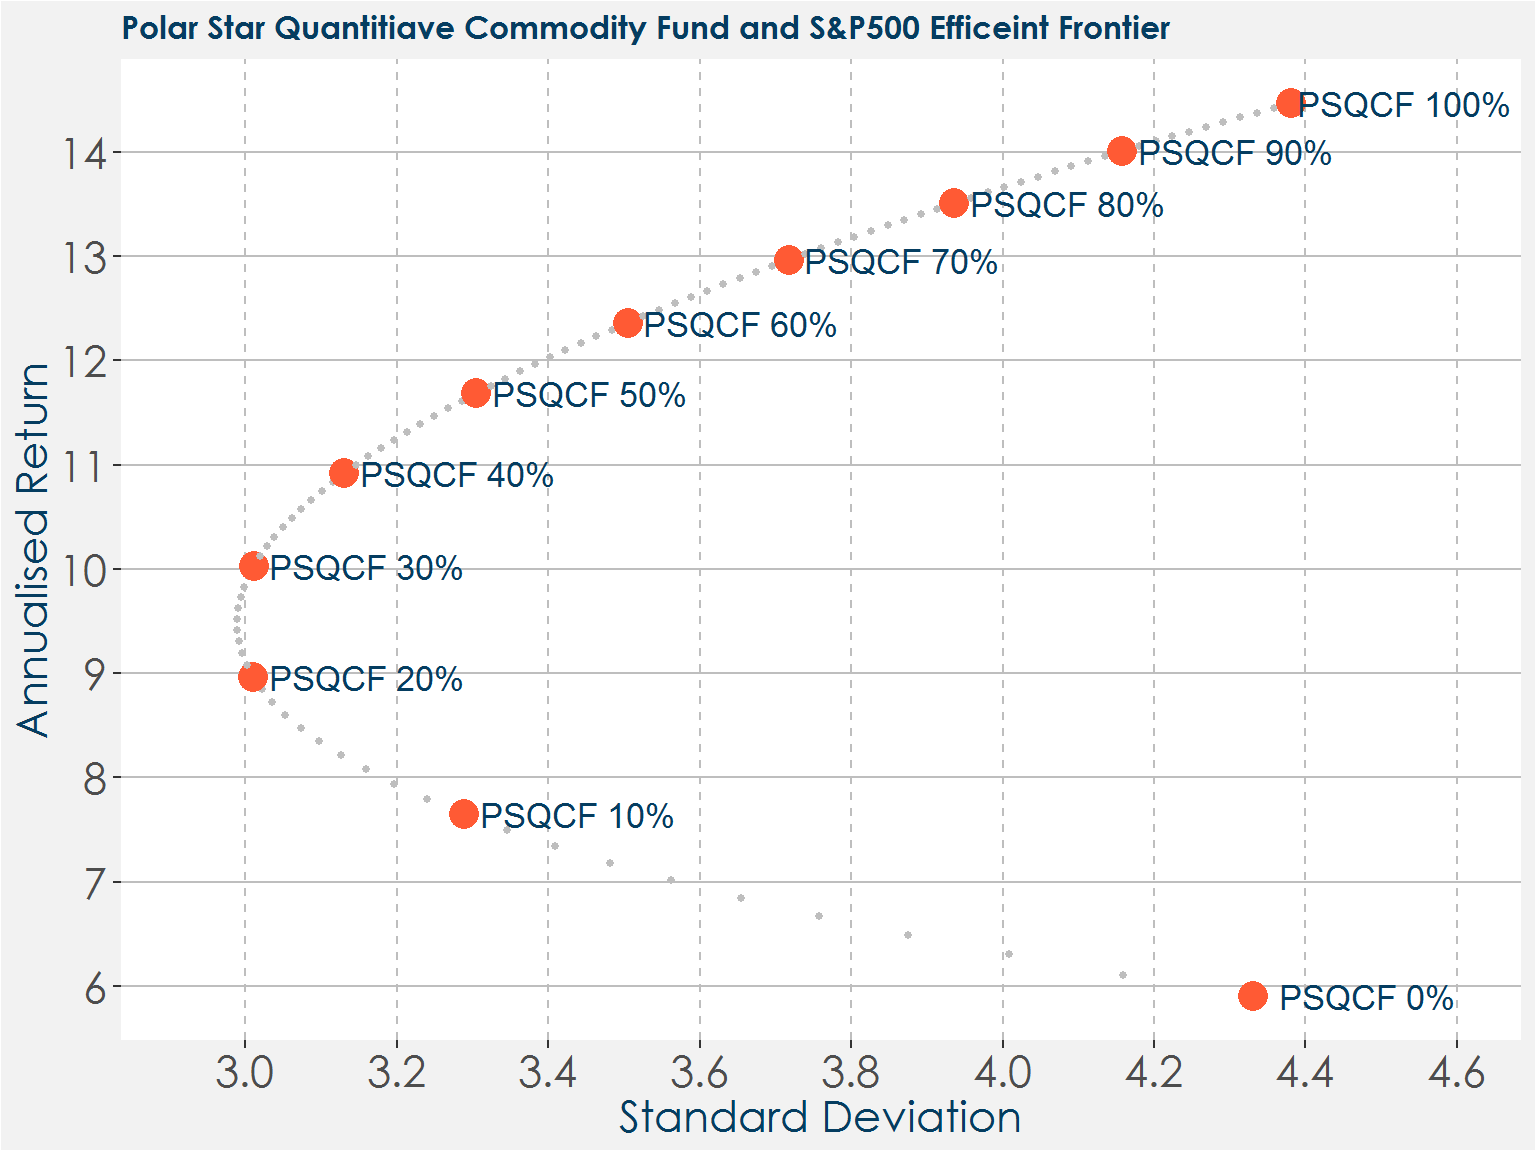 Polar Star Quantitiave Commodity Fund and S&P500 Efficeint Frontier
PSQCF 100%
14
PSQCF 90%
PSQCF 80%
13
PSQCF 70%
PSQCF 60%
12
PSQCF 50%
11
PSQCF 40%
10
PSQCF 30%
9
PSQCF 20%
8
PSQCF 10%
7
6
PSQCF 0%
Annualised Return
3.0 3.2 3.4 3.6 3.8 4.0 4.2 4.4 4.6
Standard Deviation